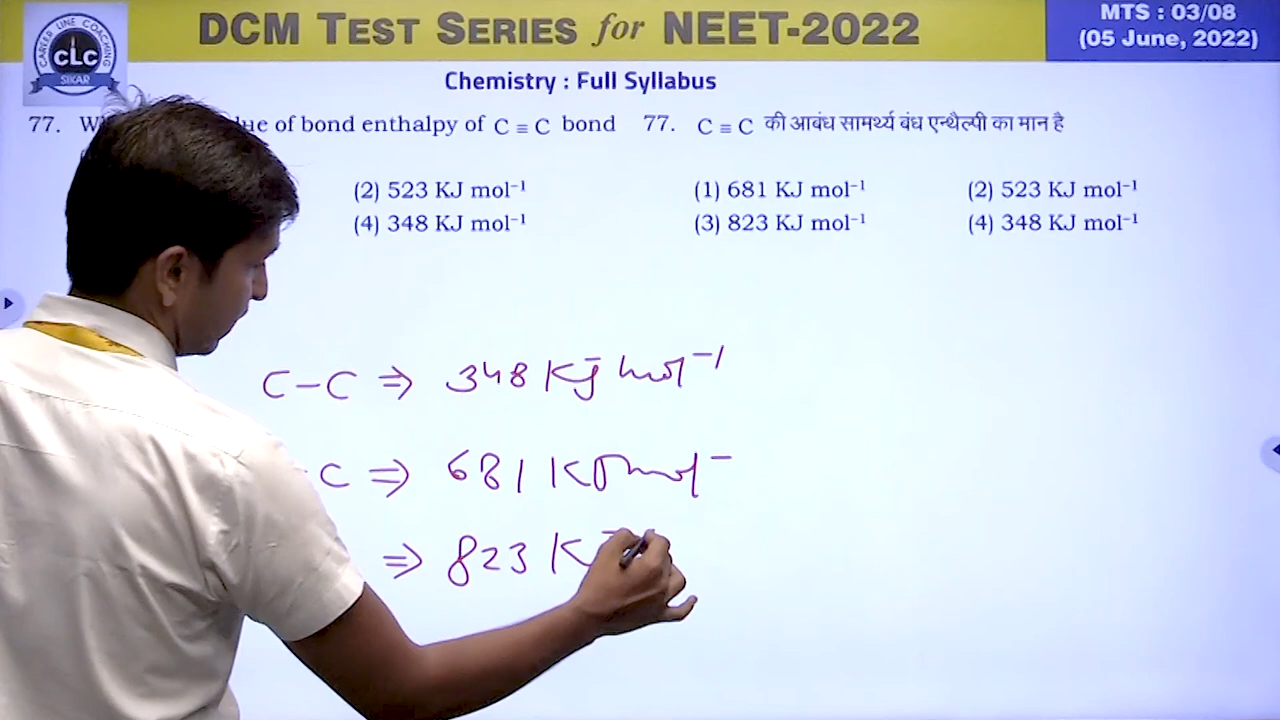 DCM TEST SERIES for NEET-2022
MTS : 03/08
(05 June, 2022)
CAREER LINE COACHING
CLC
SIKAR
Chemistry : Full Syllabus
77. of bond enthalpy of C ≡ C bond
(2) 523 KJ mol⁻¹
(4) 348 KJ mol⁻¹
77. C ≡ C की आबंध सामर्थ्य बंध एन्थैल्पी का मान है
(1) 681 KJ mol⁻¹ (2) 523 KJ mol⁻¹
(3) 823 KJ mol⁻¹ (4) 348 KJ mol⁻¹
C–C ⇒ 348 KJ mol⁻¹
C ⇒ 681 KJ mol⁻
⇒ 823 K